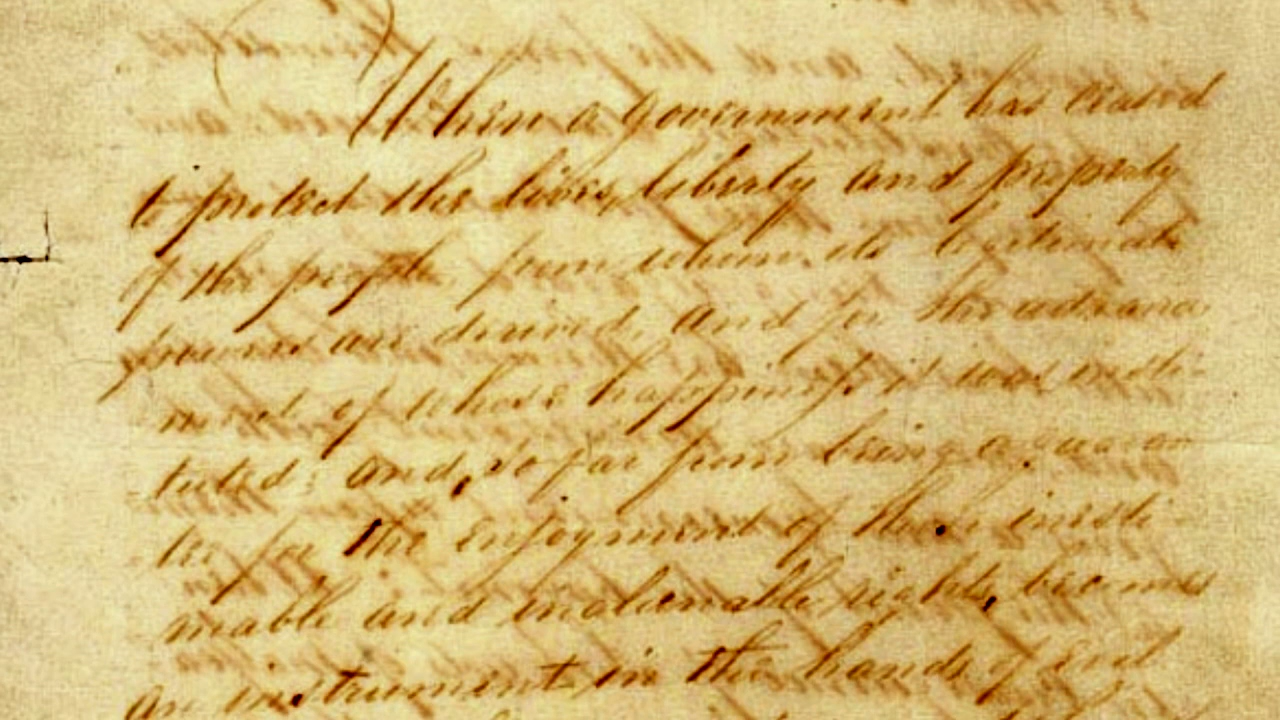 When a government has ceased
to protect the lives, liberty and property
of the people from whom its legitimate
powers are derived, and for the advance
ment of whose happiness it was insti-
tuted; and, so far from being a guaran
tee for the enjoyment of their inesti-
mable and inalienable rights, becomes
an instrument in the hands of evil